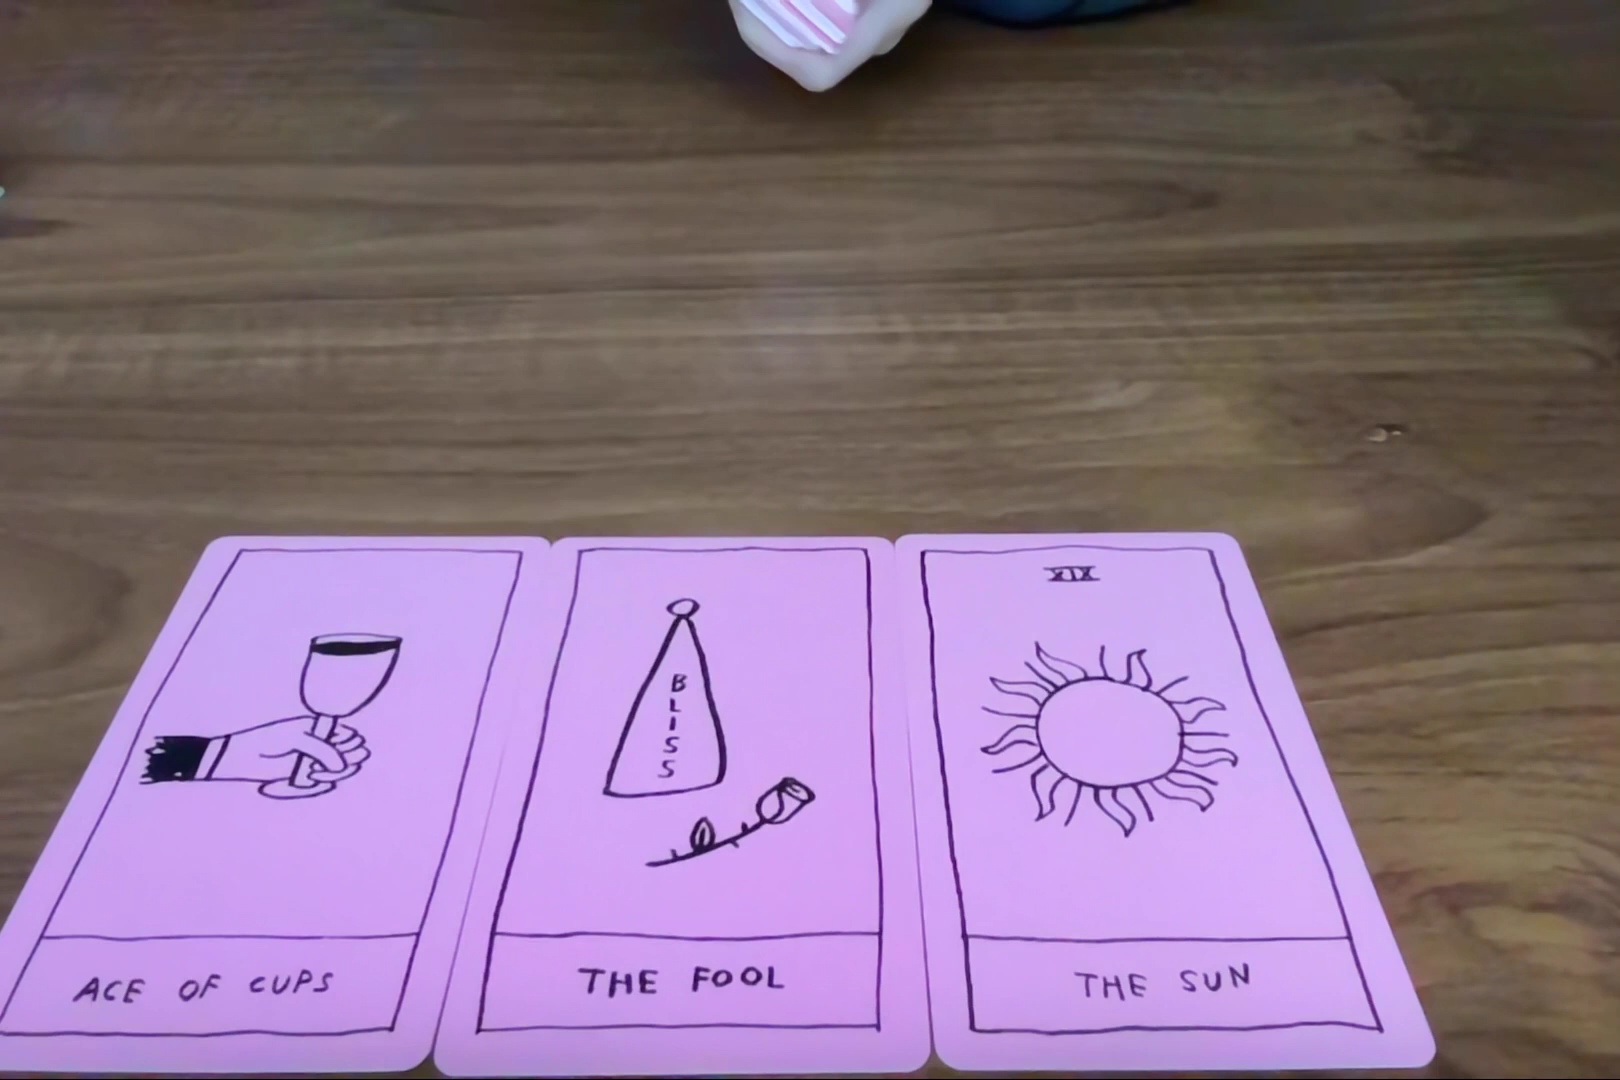 XIX
BLISS
ACE OF CUPS
THE FOOL
THE SUN